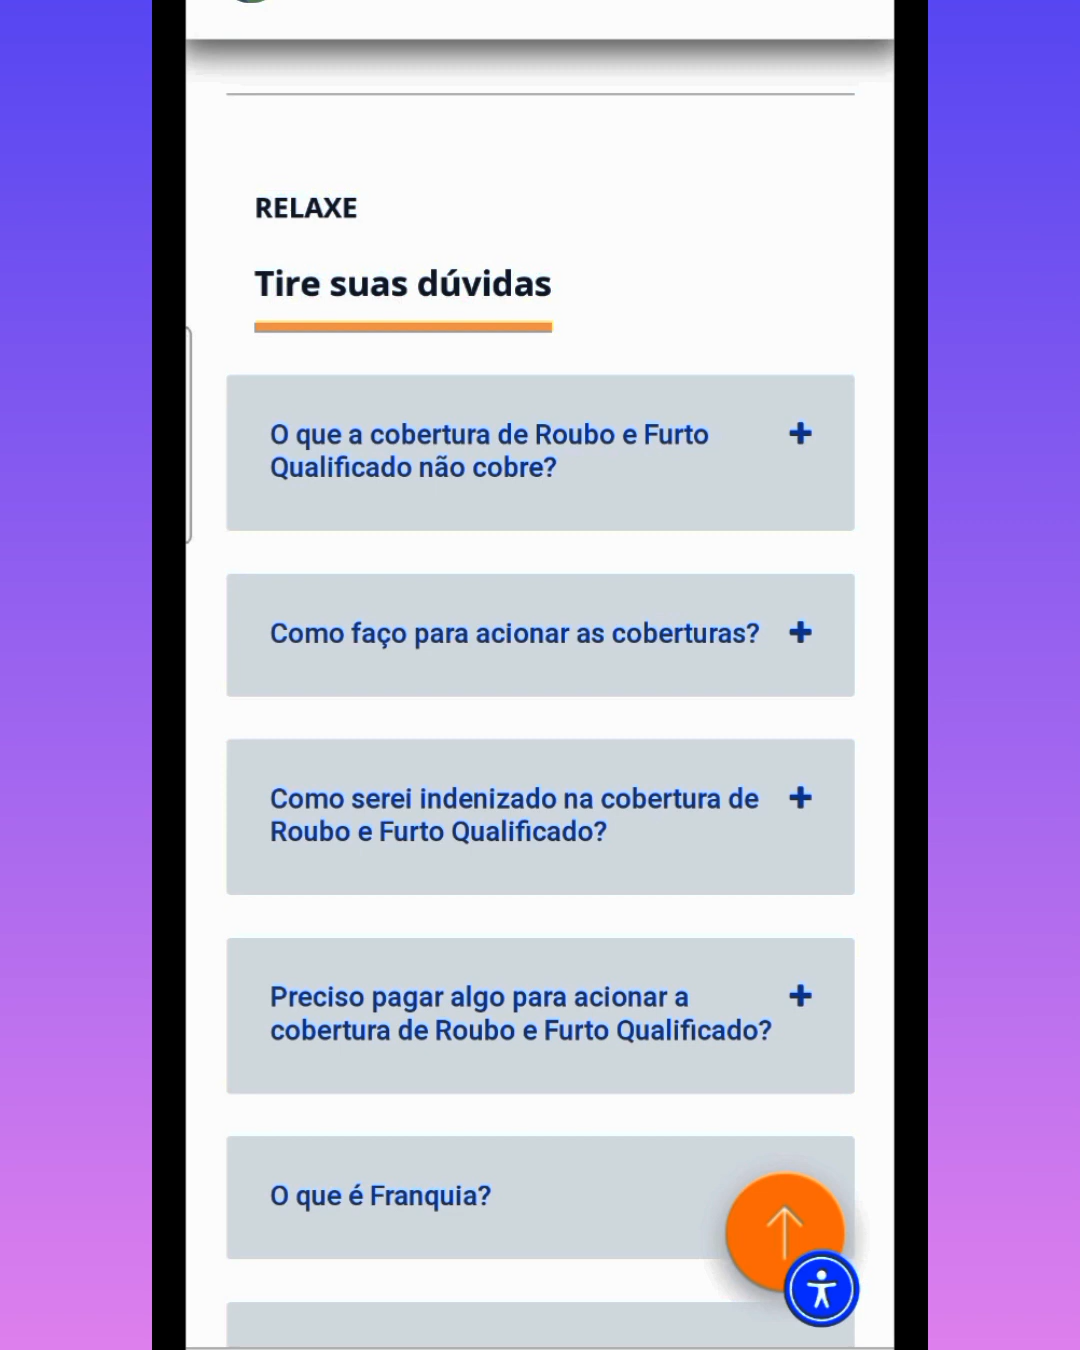 RELAXE
Tire suas dúvidas
O que a cobertura de Roubo e Furto
Qualificado não cobre?
Como faço para acionar as coberturas?
Como serei indenizado na cobertura de
Roubo e Furto Qualificado?
Preciso pagar algo para acionar a
cobertura de Roubo e Furto Qualificado?
O que é Franquia?